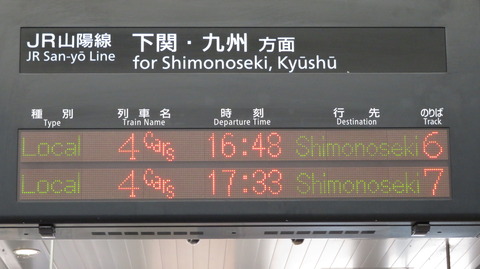 JR山陽線 下関・九州 方面
JR San-yō Line for Shimonoseki, Kyūshū
種別 列車名 時刻 行先 のりば
Type Train Name Departure Time Destination Track
Local 4 Cars 16:48 Shimonoseki 6
Local 4 Cars 17:33 Shimonoseki 7